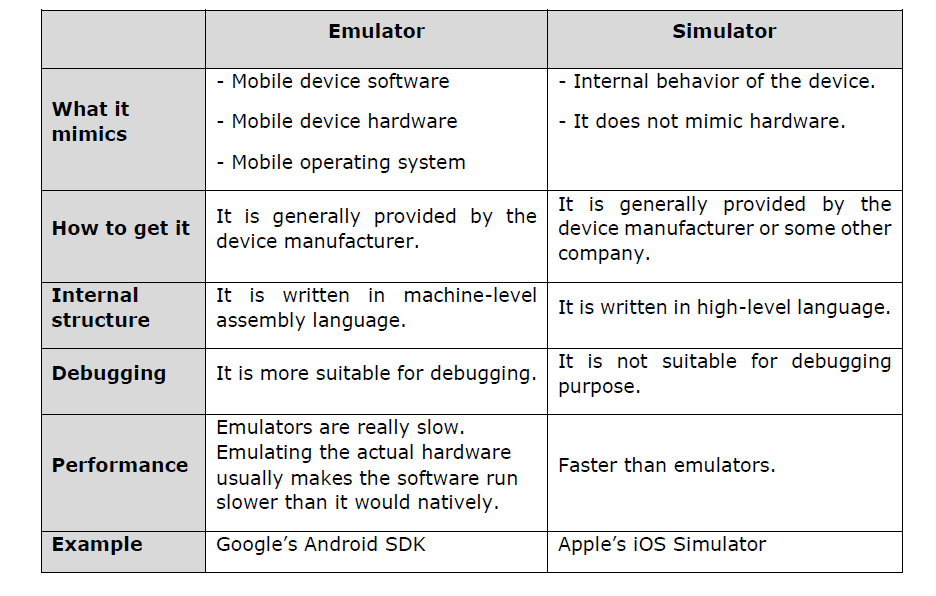 Emulator
Simulator
What it
mimics
- Mobile device software
- Mobile device hardware
- Mobile operating system
- Internal behavior of the device.
- It does not mimic hardware.
How to get it
It is generally provided by the
device manufacturer.
It is generally provided by the
device manufacturer or some other
company.
Internal
structure
It is written in machine-level
assembly language.
It is written in high-level language.
Debugging
It is more suitable for debugging.
It is not suitable for debugging
purpose.
Performance
Emulators are really slow.
Emulating the actual hardware
usually makes the software run
slower than it would natively.
Faster than emulators.
Example
Google’s Android SDK
Apple’s iOS Simulator